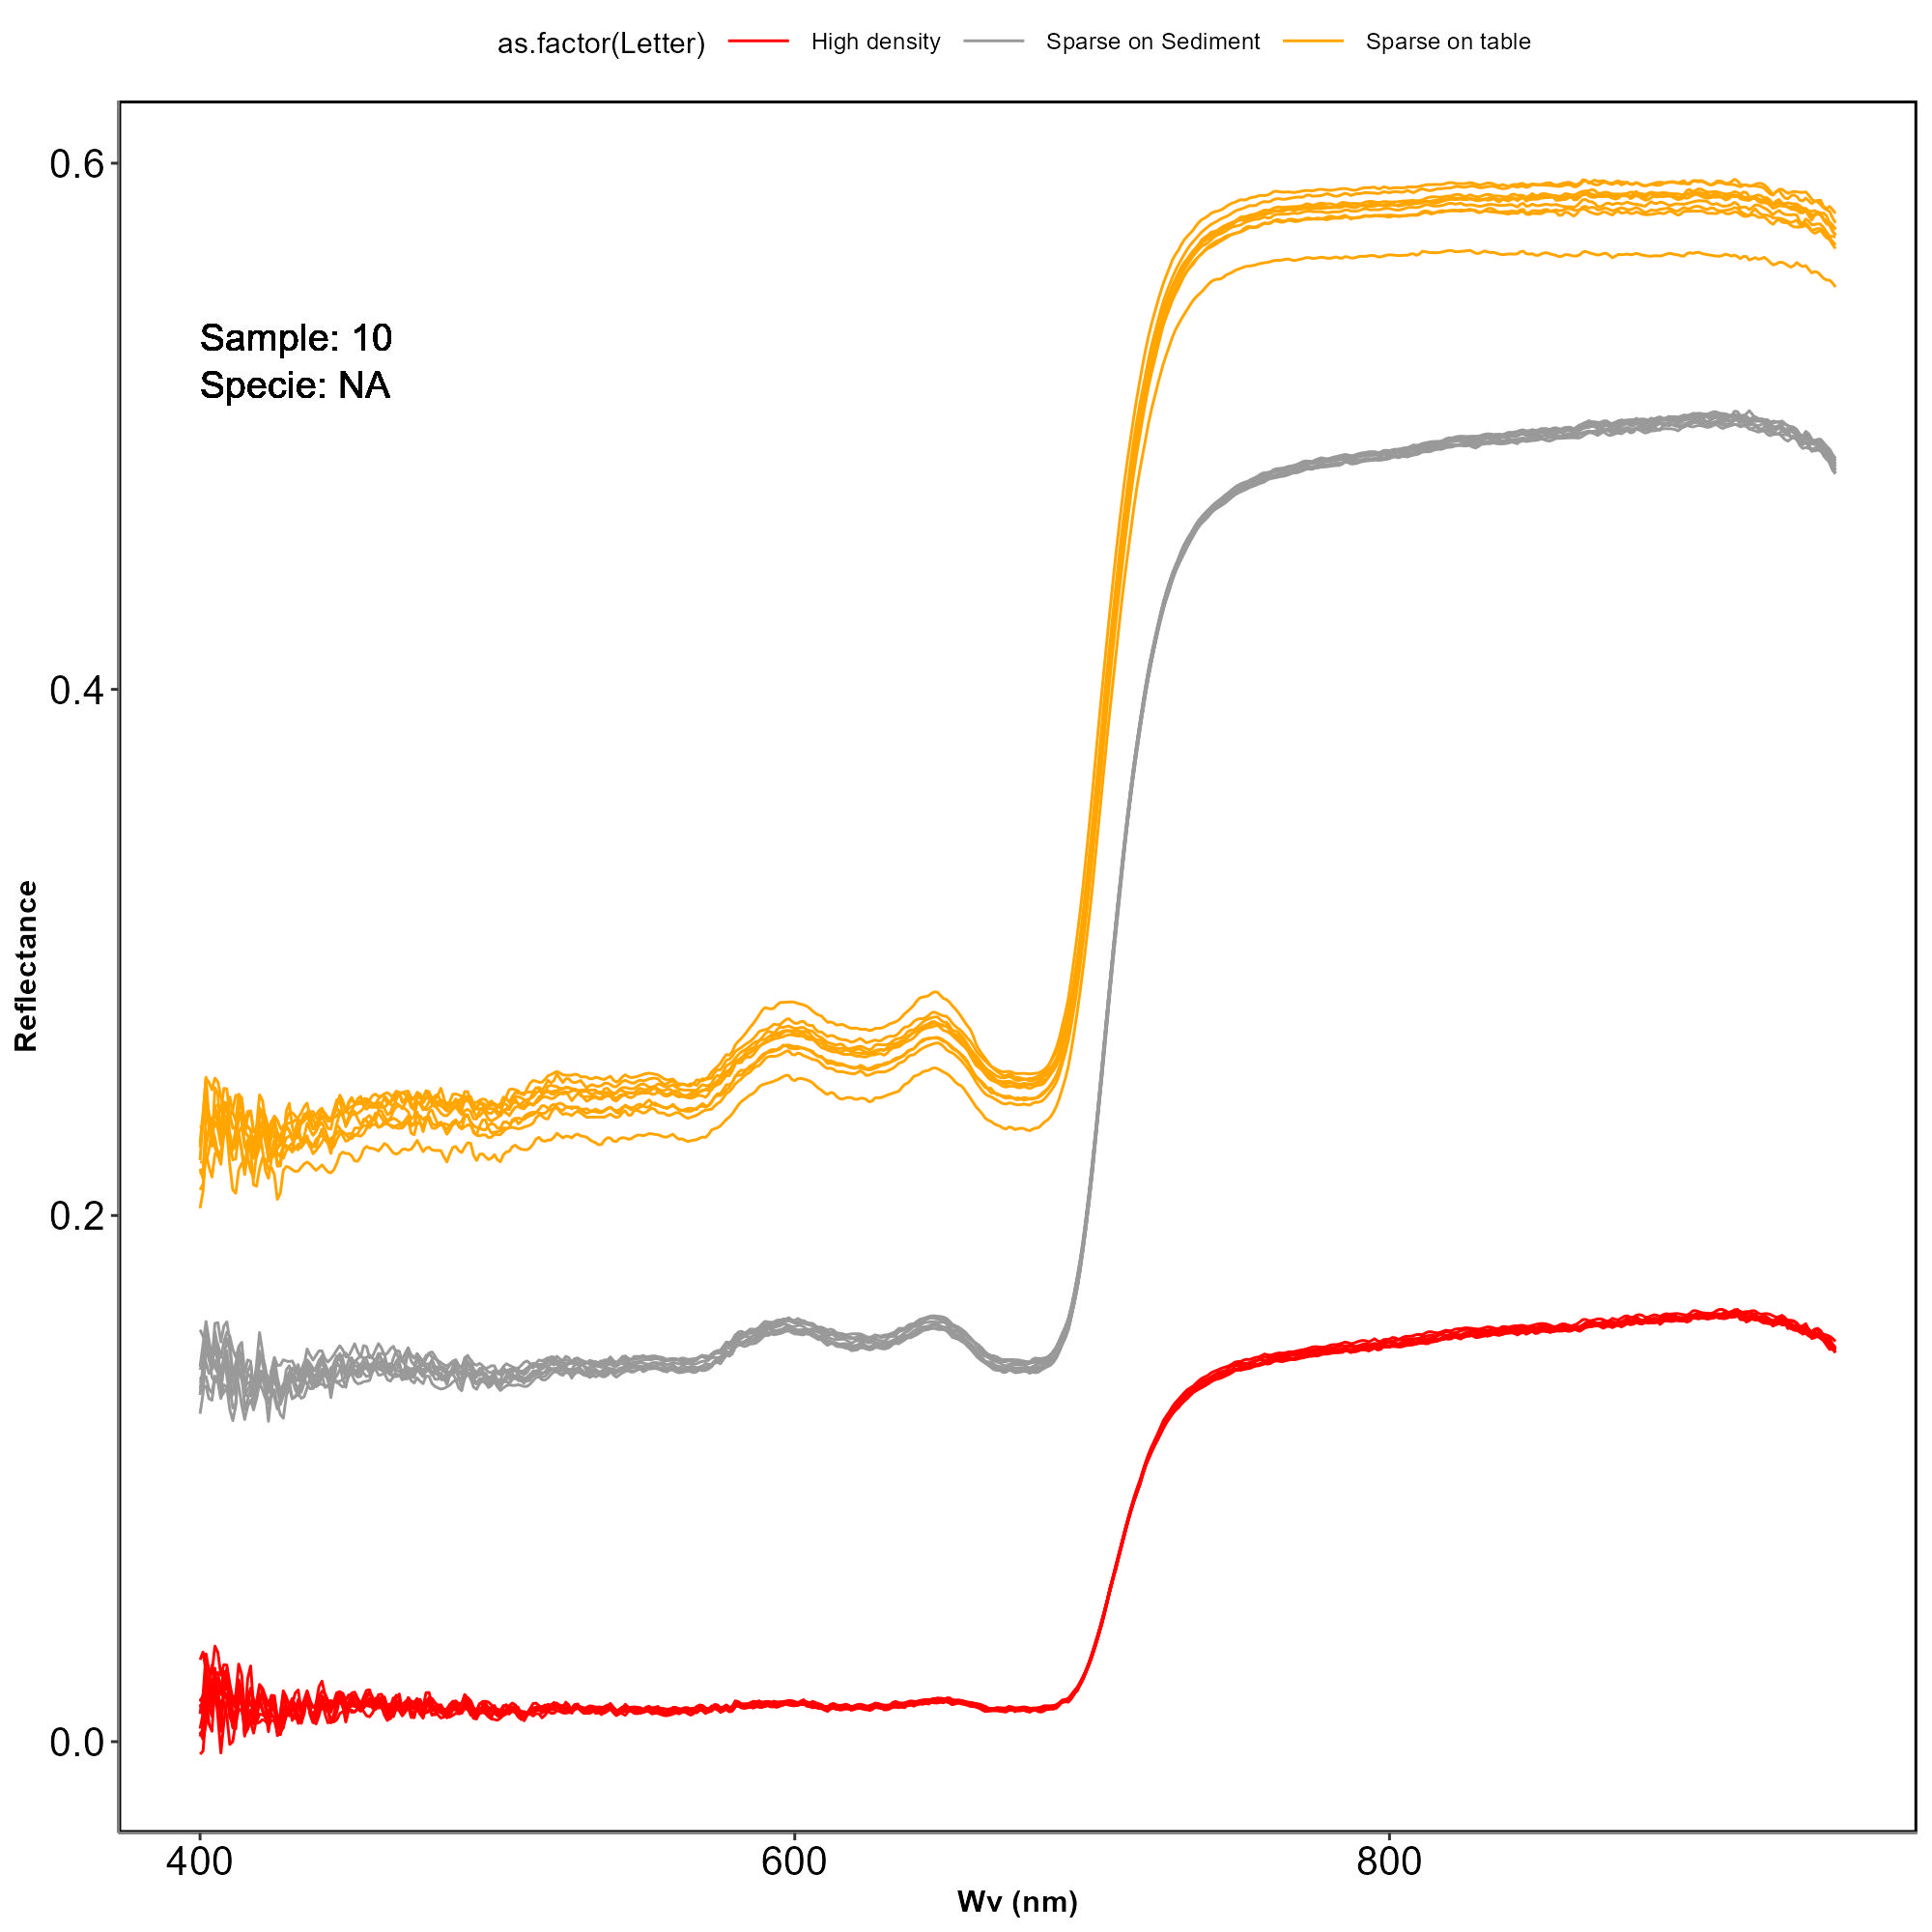 as.factor(Letter) High density Sparse on Sediment Sparse on table
0.6
Sample: 10
Specie: NA
0.4
Reflectance
0.2
0.0
400 600 800
Wv (nm)